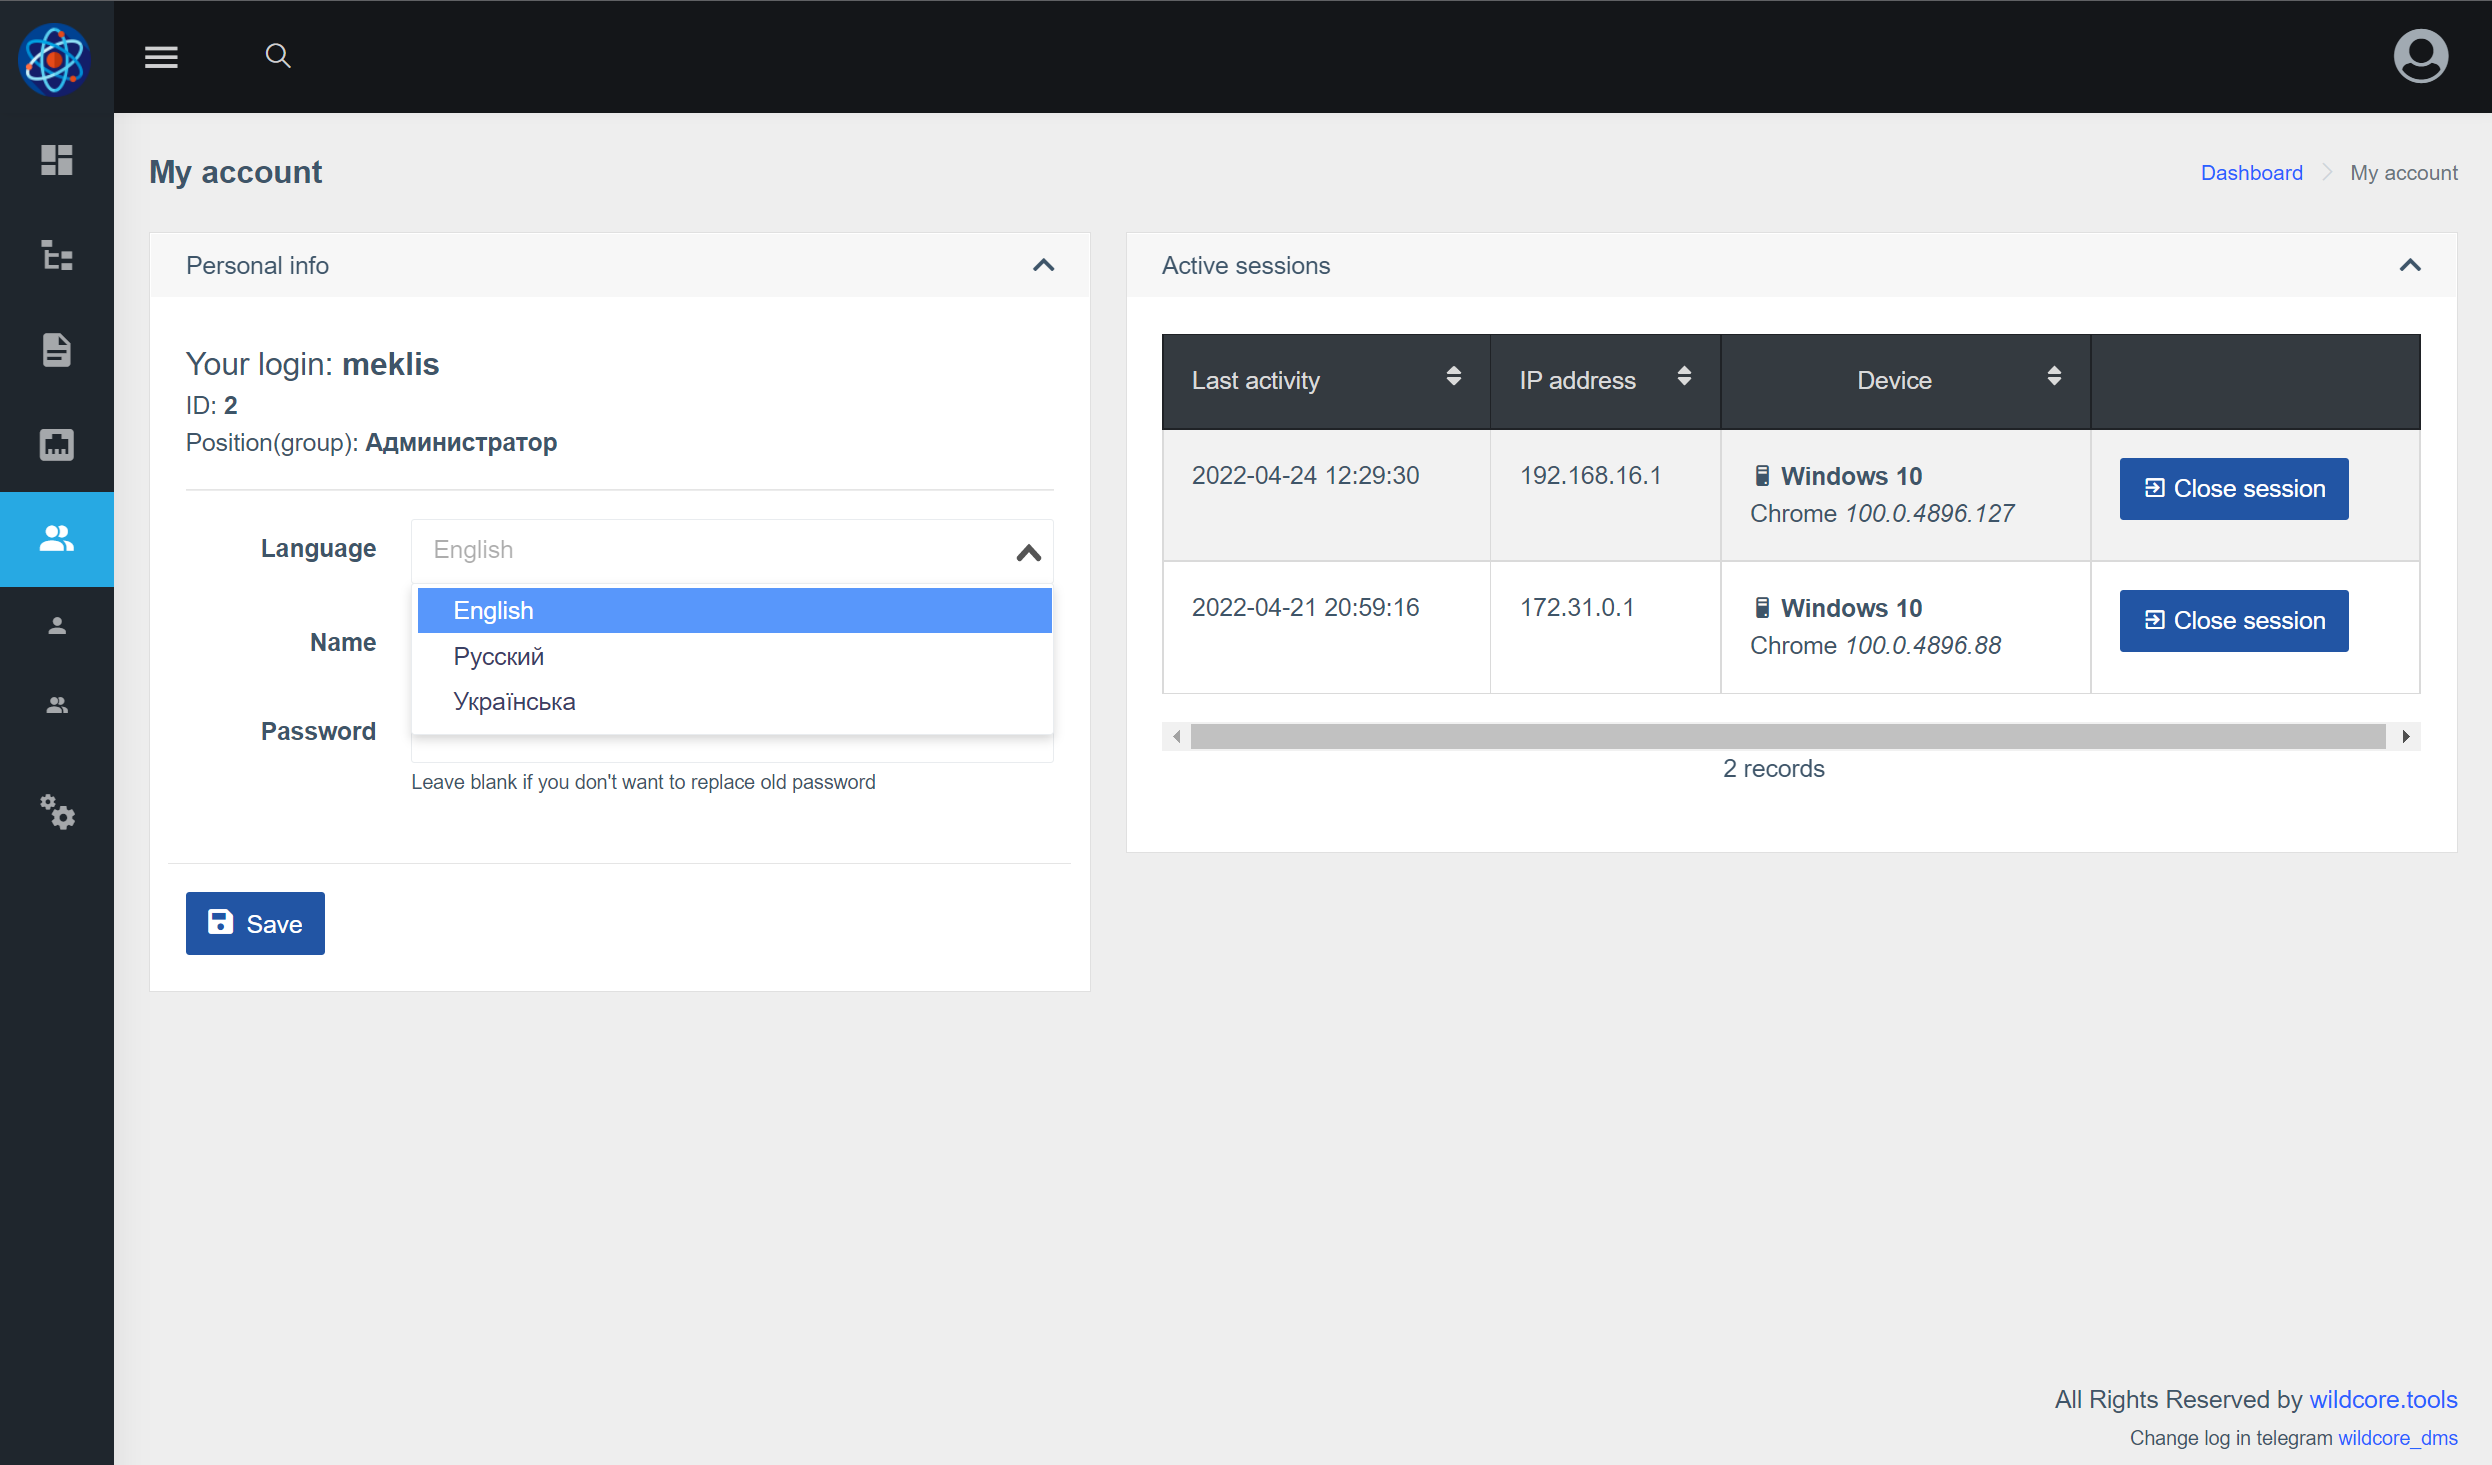 My account
Dashboard
My account
Personal info
Your login: meklis
ID: 2
Position(group): Администратор
Language
English
English
Русский
Українська
Name
Password
Leave blank if you don't want to replace old password
Save
Active sessions
Last activity
IP address
Device
2022-04-24 12:29:30
192.168.16.1
Windows 10
Chrome 100.0.4896.127
Close session
2022-04-21 20:59:16
172.31.0.1
Windows 10
Chrome 100.0.4896.88
Close session
2 records
All Rights Reserved by wildcore.tools
Change log in telegram wildcore_dms